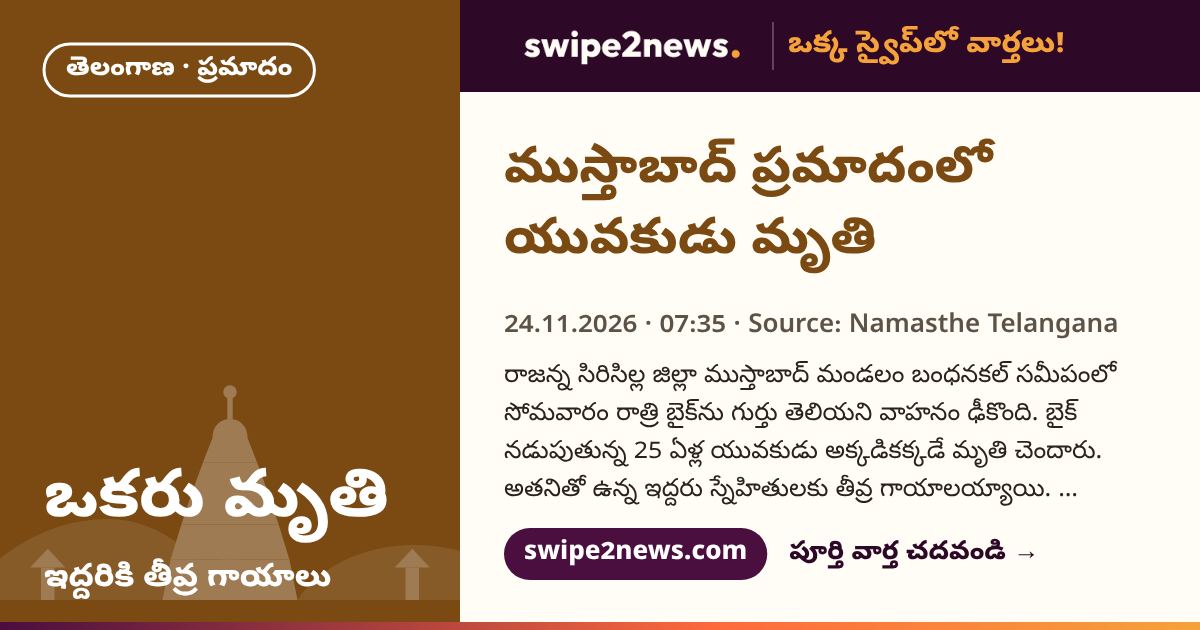 తెలంగాణ · ప్రమాదం
ఒకరు మృతి
ఇద్దరికి తీవ్ర గాయాలు
swipe2news. ఒక్క స్వైప్‌లో వార్తలు!
ముస్తాబాద్ ప్రమాదంలో
యువకుడు మృతి
24.11.2026 · 07:35 · Source: Namasthe Telangana
రాజన్న సిరిసిల్ల జిల్లా ముస్తాబాద్ మండలం బంధనకల్ సమీపంలో
సోమవారం రాత్రి బైక్‌ను గుర్తు తెలియని వాహనం ఢీకొంది. బైక్
నడుపుతున్న 25 ఏళ్ల యువకుడు అక్కడికక్కడే మృతి చెందారు.
అతనితో ఉన్న ఇద్దరు స్నేహితులకు తీవ్ర గాయాలయ్యాయి. ...
swipe2news.com పూర్తి వార్త చదవండి →